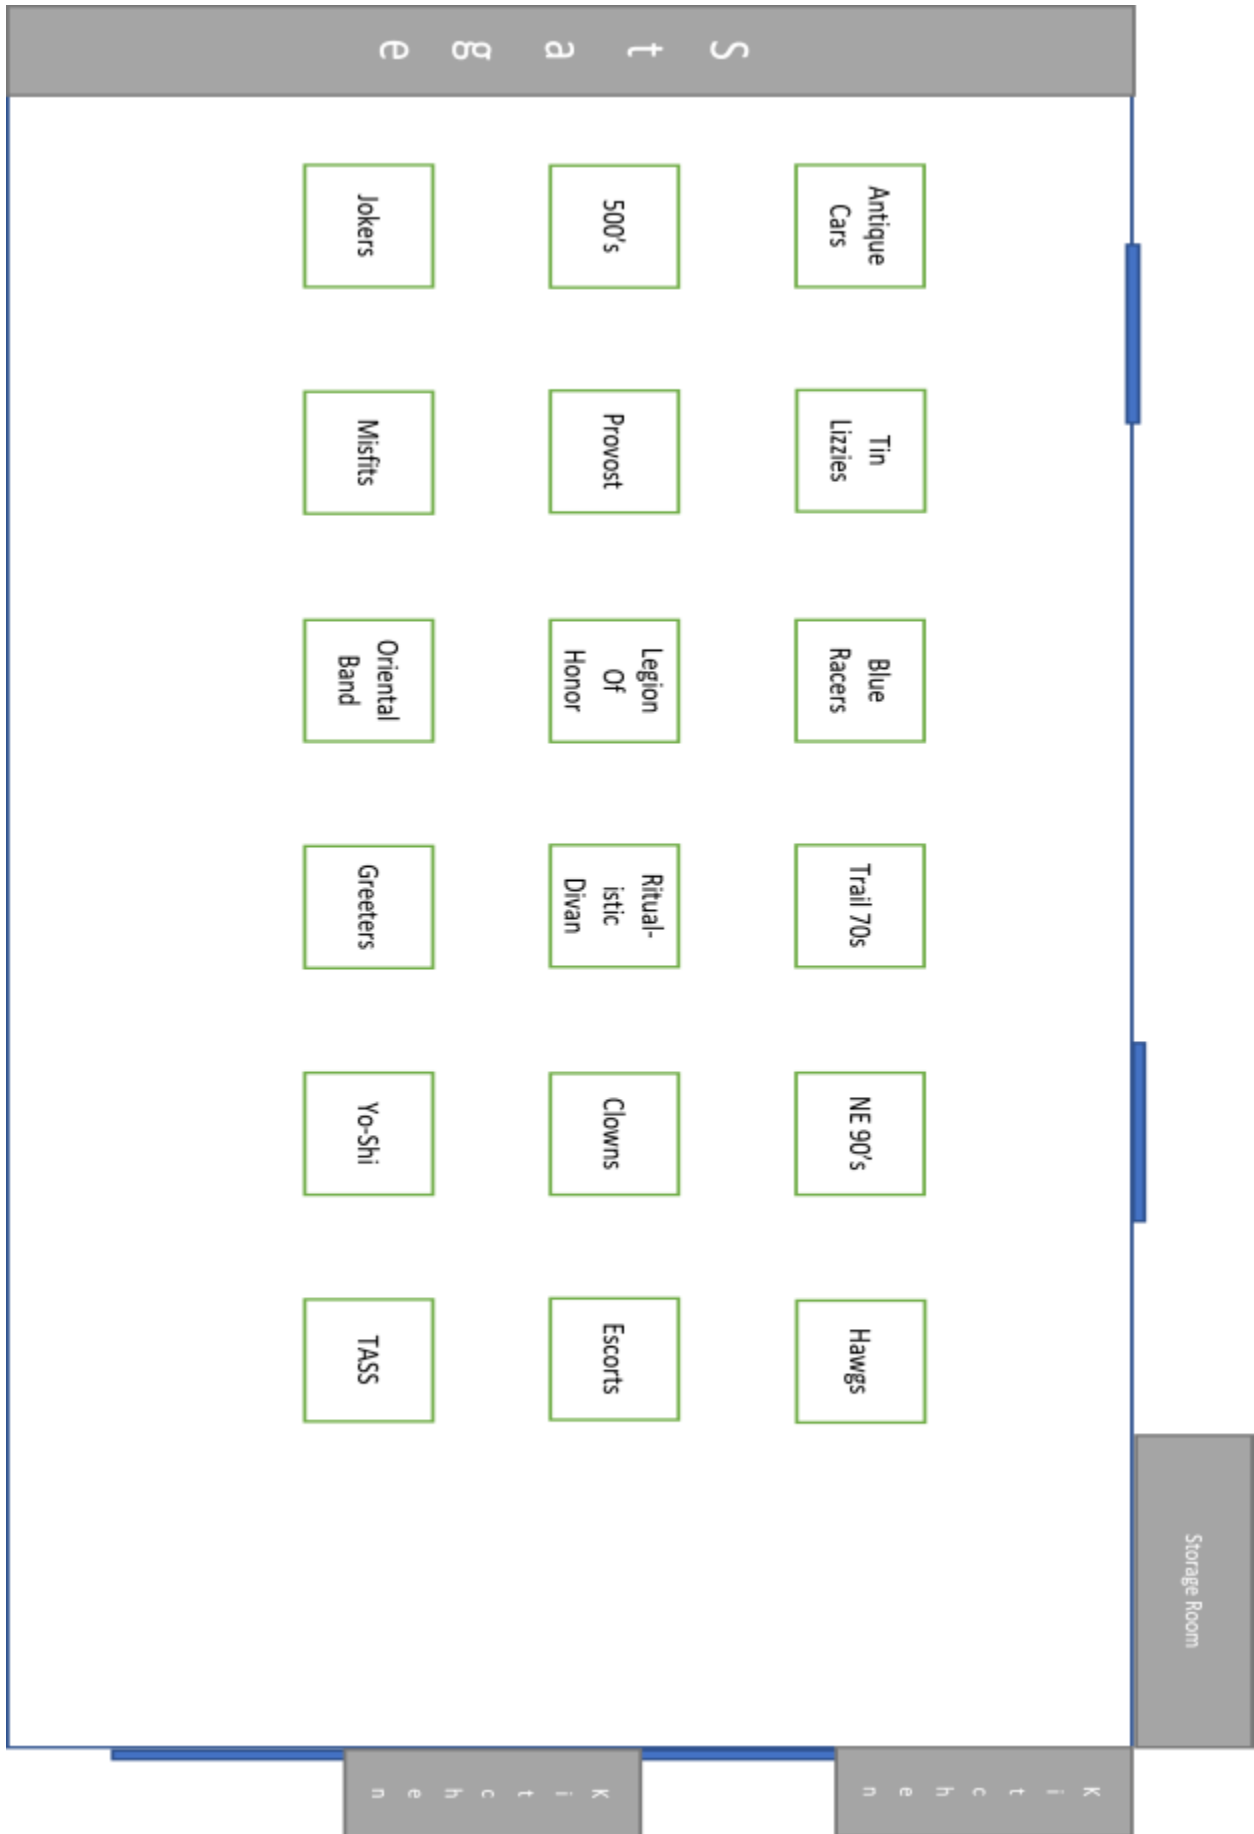 Storage Room
Stage
Antique
Cars
Tin
Lizzies
Blue
Racers
Trail 70s
NE 90's
Hawgs
Kitchen
500's
Provost
Legion
Of
Honor
Ritual-
istic
Divan
Clowns
Escorts
Jokers
Misfits
Oriental
Band
Greeters
Yo-Shi
TASS
Kitchen